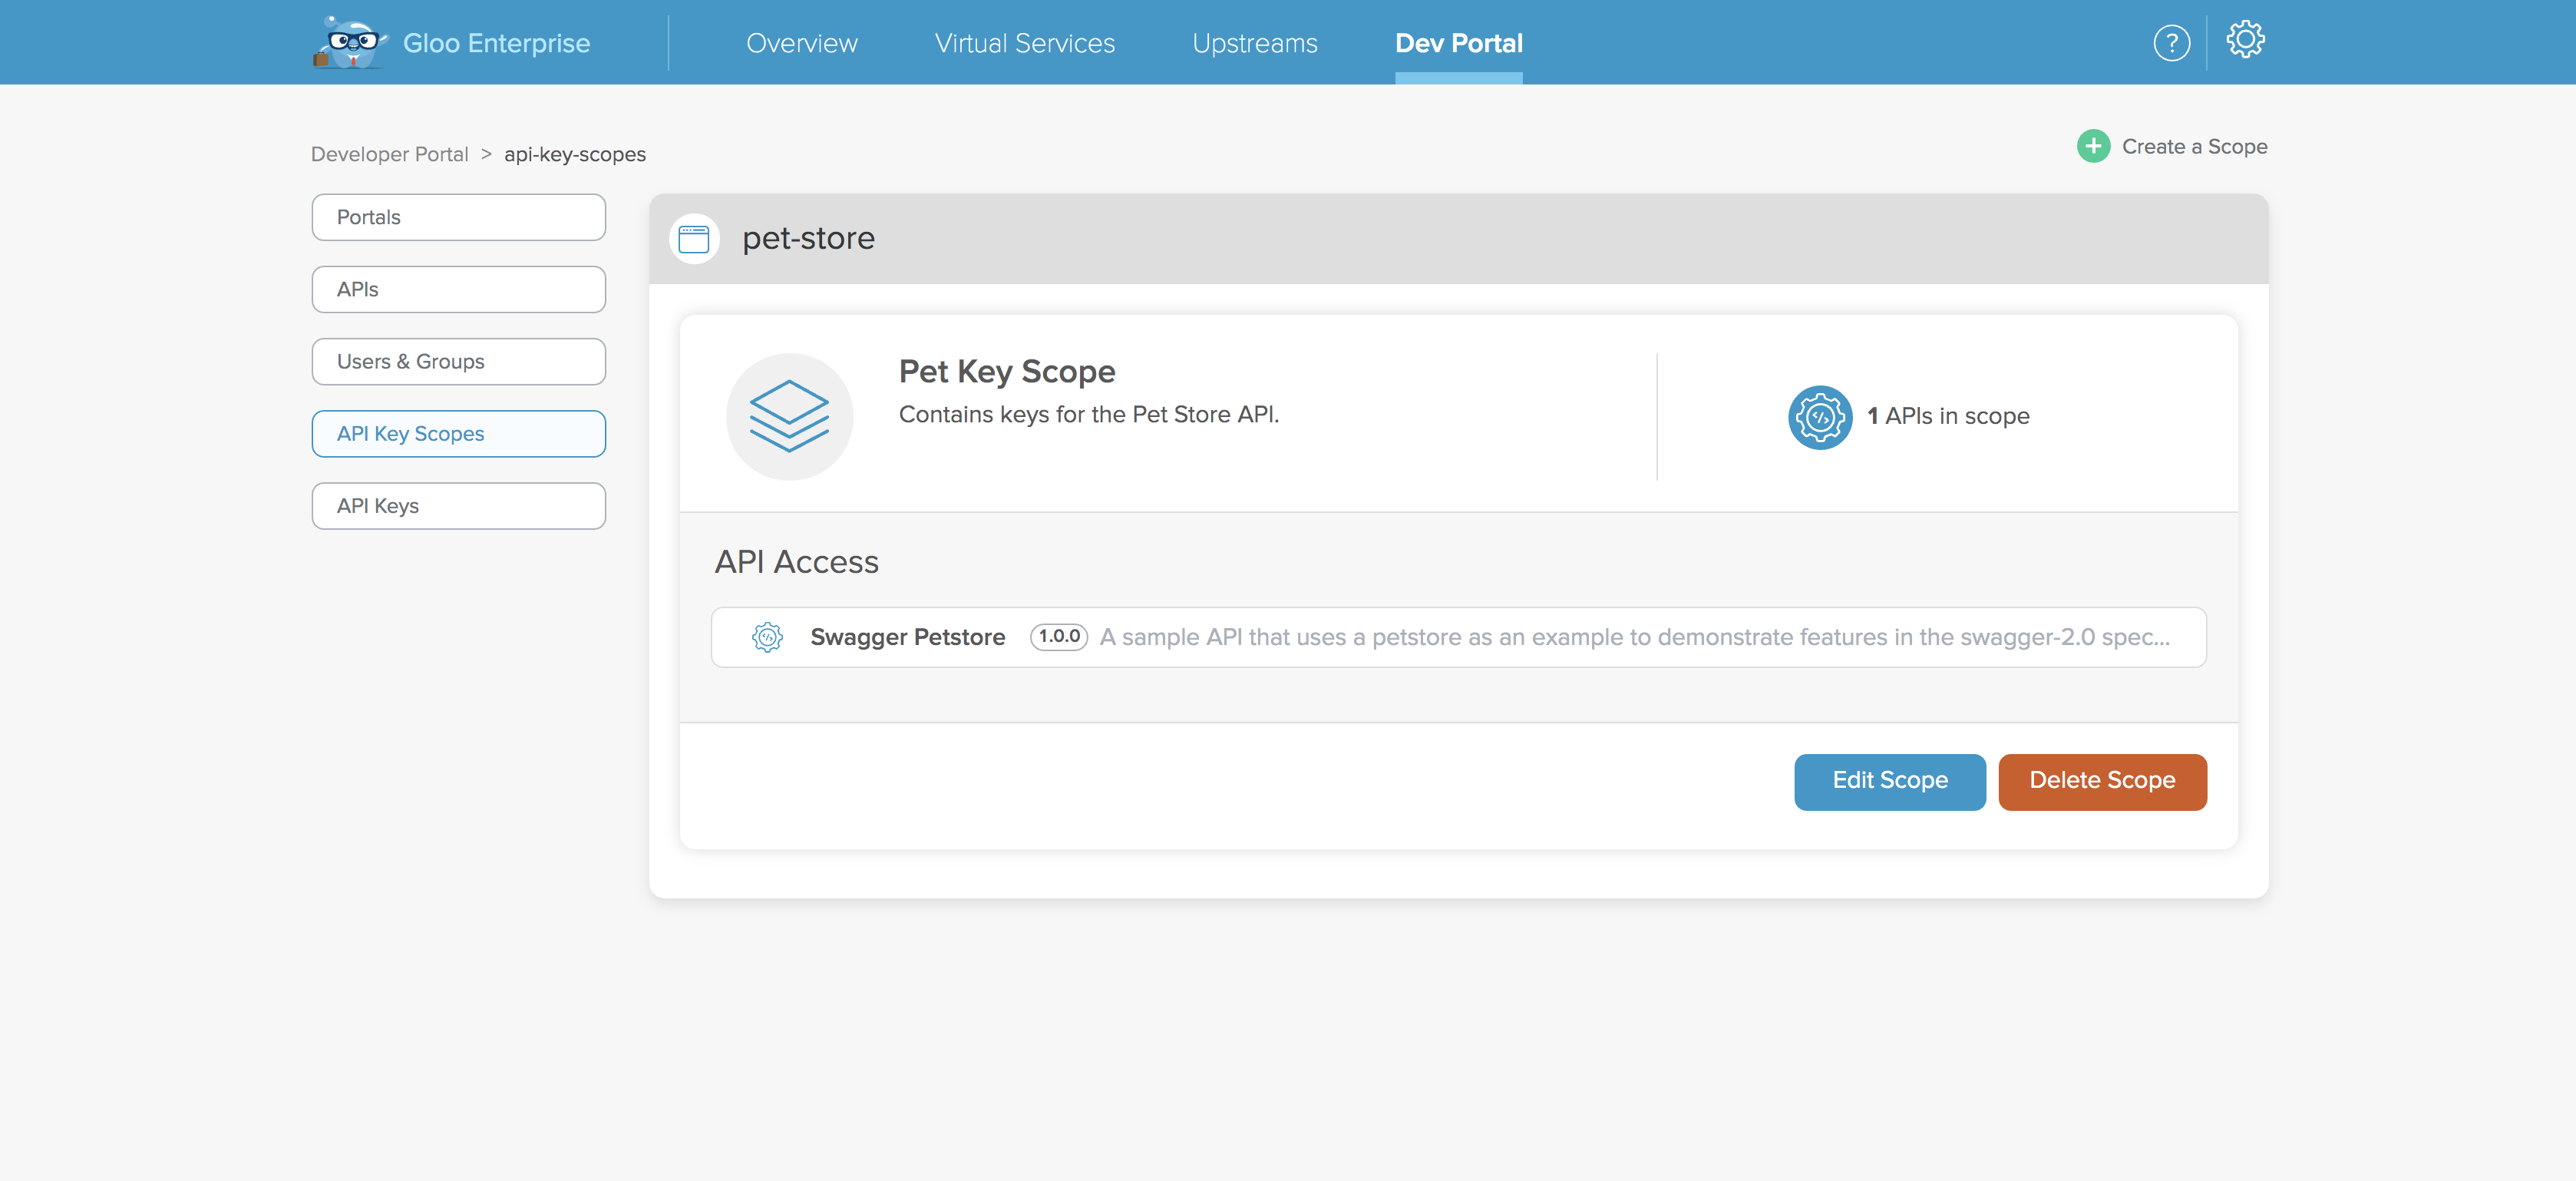 Gloo Enterprise
Overview
Virtual Services
Upstreams
Dev Portal
?
Developer Portal > api-key-scopes
Create a Scope
Portals
APIs
Users & Groups
API Key Scopes
API Keys
pet-store
Pet Key Scope
Contains keys for the Pet Store API.
1 APIs in scope
API Access
Swagger Petstore 1.0.0 A sample API that uses a petstore as an example to demonstrate features in the swagger-2.0 spec...
Edit Scope
Delete Scope